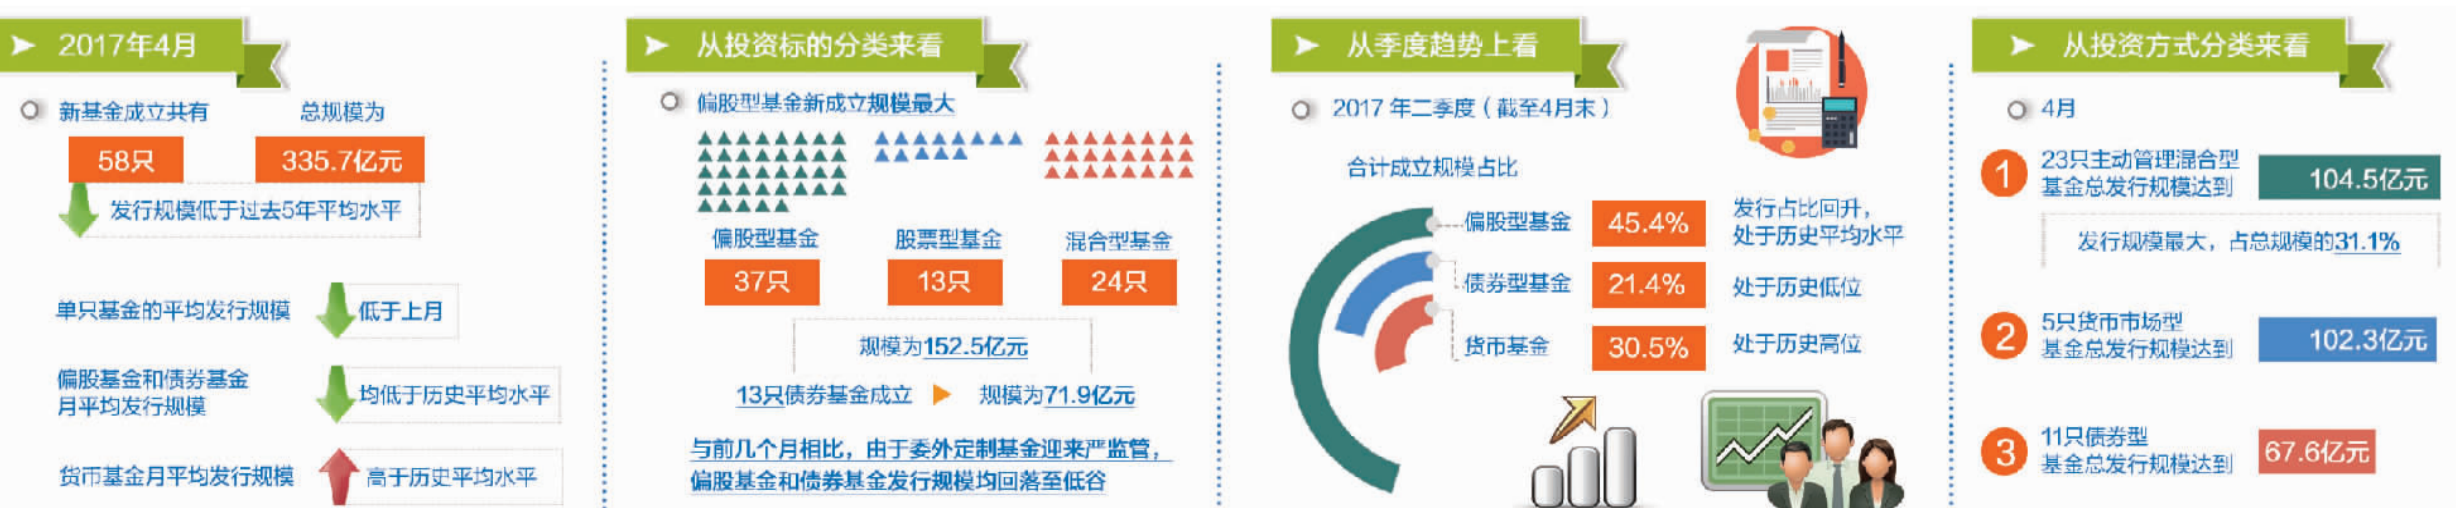 2017年4月
新基金成立共有
总规模为
58只
335.7亿元
发行规模低于过去5年平均水平
单只基金的平均发行规模
低于上月
偏股基金和债券基金
月平均发行规模
均低于历史平均水平
货币基金月平均发行规模
高于历史平均水平
从投资标的分类来看
偏股型基金新成立规模最大
偏股型基金
股票型基金
混合型基金
37只
13只
24只
规模为152.5亿元
13只债券基金成立
规模为71.9亿元
与前几个月相比，由于委外定制基金迎来严监管，
偏股基金和债券基金发行规模均回落至低谷
从季度趋势上看
2017 年二季度（截至4月末）
合计成立规模占比
偏股型基金
45.4%
发行占比回升，
处于历史平均水平
债券型基金
21.4%
处于历史低位
货币基金
30.5%
处于历史高位
从投资方式分类来看
4月
1
23只主动管理混合型
基金总发行规模达到
104.5亿元
发行规模最大，占总规模的31.1%
2
5只货币市场型
基金总发行规模达到
102.3亿元
3
11只债券型
基金总发行规模达到
67.6亿元